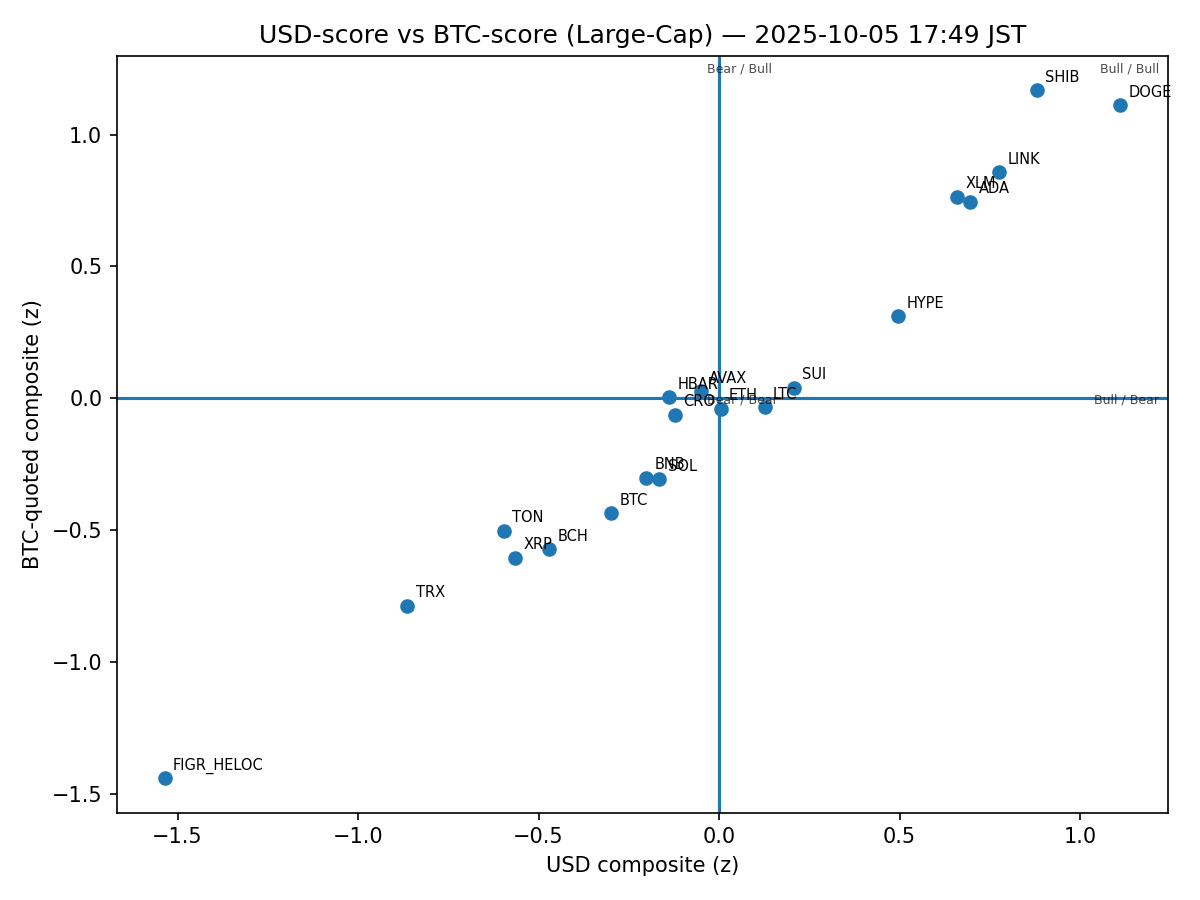 USD-score vs BTC-score (Large-Cap) — 2025-10-05 17:49 JST
Bear / Bull
Bull / Bull
SHIB
DOGE
1.0
LINK
XLM
ADA
0.5
HYPE
SUI
AVAX
HBAR
ETH
LTC
CRO
0.0
Bear / Bear
Bull / Bear
BNB
SOL
BTC
TON
−0.5
BCH
XRP
TRX
−1.0
FIGR_HELOC
−1.5
BTC-quoted composite (z)
−1.5
−1.0
−0.5
0.0
0.5
1.0
USD composite (z)